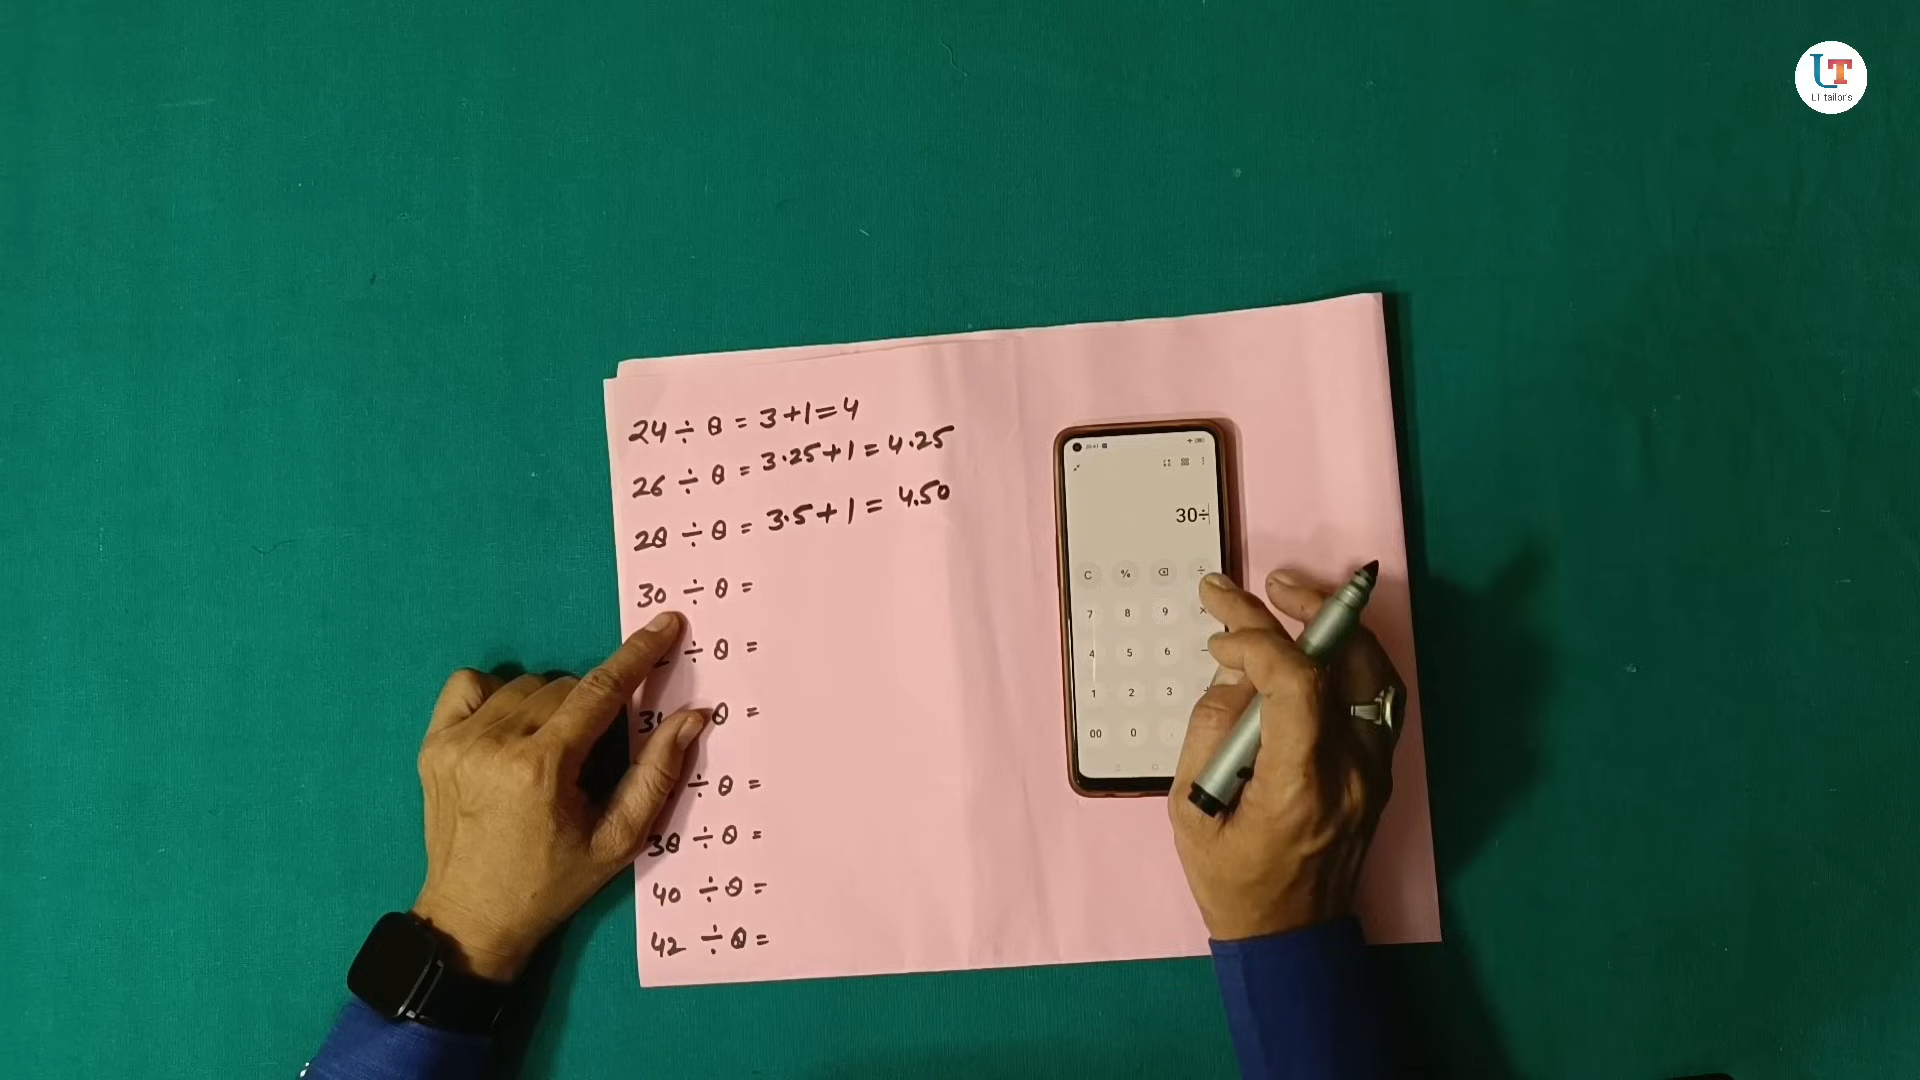 LT
LT tailor's
24 ÷ 8 = 3+1=4
26 ÷ 8 = 3.25+1 = 4.25
28 ÷ 8 = 3.5+1 = 4.50
30 ÷ 8 =
÷ 8 =
8 =
÷ 8 =
38 ÷ 8 =
40 ÷ 8 =
42 ÷ 8 =
30÷
C % ÷
7 8 9 ×
4 5 6 −
1 2 3 +
00 0 .